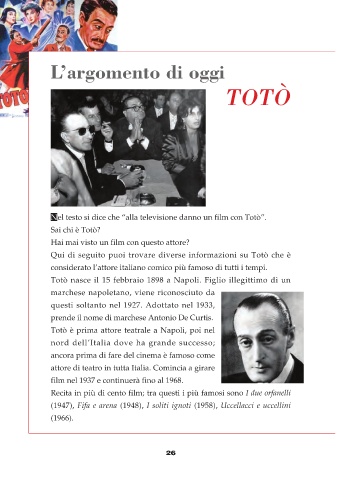 TOTO
L'argomento di oggi
TOTÒ
Nel testo si dice che “alla televisione danno un film con Totò”.
Sai chi è Totò?
Hai mai visto un film con questo attore?
Qui di seguito puoi trovare diverse informazioni su Totò che è
considerato l'attore italiano comico più famoso di tutti i tempi.
Totò nasce il 15 febbraio 1898 a Napoli. Figlio illegittimo di un
marchese napoletano, viene riconosciuto da
questi soltanto nel 1927. Adottato nel 1933,
prende il nome di marchese Antonio De Curtis.
Totò è prima attore teatrale a Napoli, poi nel
nord dell'Italia dove ha grande successo;
ancora prima di fare del cinema è famoso come
attore di teatro in tutta Italia. Comincia a girare
film nel 1937 e continuerà fino al 1968.
Recita in più di cento film; tra questi i più famosi sono I due orfanelli
(1947), Fifa e arena (1948), I soliti ignoti (1958), Uccellacci e uccellini
(1966).
26